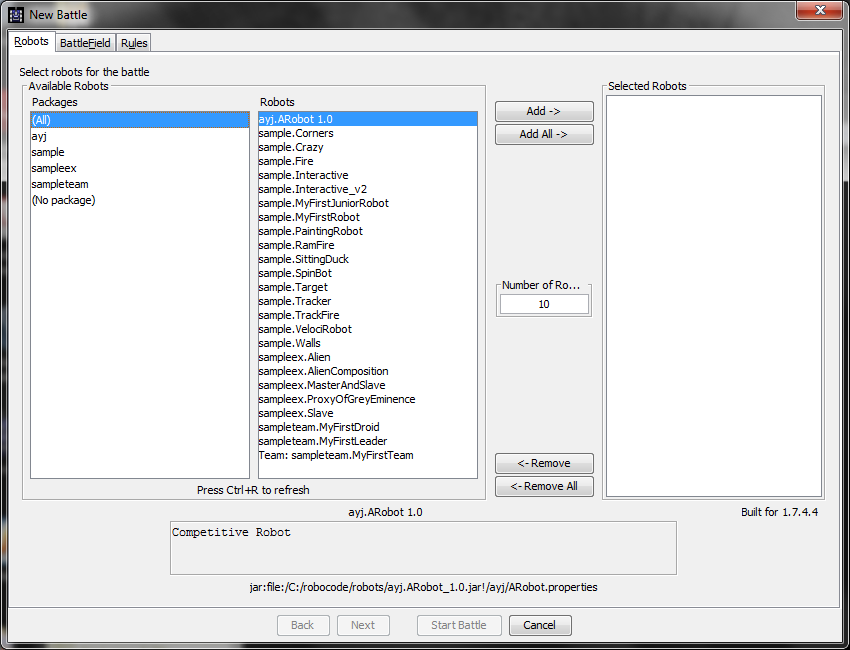 New Battle
Robots BattleField Rules
Select robots for the battle
Available Robots
Packages
(All)
ayj
sample
sampleex
sampleteam
(No package)
Robots
ayj.ARobot 1.0
sample.Corners
sample.Crazy
sample.Fire
sample.Interactive
sample.Interactive_v2
sample.MyFirstJuniorRobot
sample.MyFirstRobot
sample.PaintingRobot
sample.RamFire
sample.SittingDuck
sample.SpinBot
sample.Target
sample.Tracker
sample.TrackFire
sample.VelociRobot
sample.Walls
sampleex.Alien
sampleex.AlienComposition
sampleex.MasterAndSlave
sampleex.ProxyOfGreyEminence
sampleex.Slave
sampleteam.MyFirstDroid
sampleteam.MyFirstLeader
Team: sampleteam.MyFirstTeam
Press Ctrl+R to refresh
Add ->
Add All ->
Number of Ro...
10
<- Remove
<- Remove All
Selected Robots
ayj.ARobot 1.0
Built for 1.7.4.4
Competitive Robot
jar:file:/C:/robocode/robots/ayj.ARobot_1.0.jar!/ayj/ARobot.properties
Back Next Start Battle Cancel